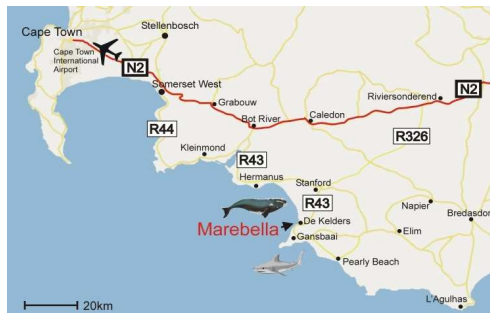 Cape Town
Stellenbosch
Cape Town
International
Airport
N2
Somerset West
Grabouw
Riviersonderend
N2
R44
Bot River
Caledon
R326
Kleinmond
R43
Hermanus
Stanford
R43
Napier
Bredasdor
Marebella
De Kelders
Gansbaai
Elim
Pearly Beach
L'Agulhas
20km